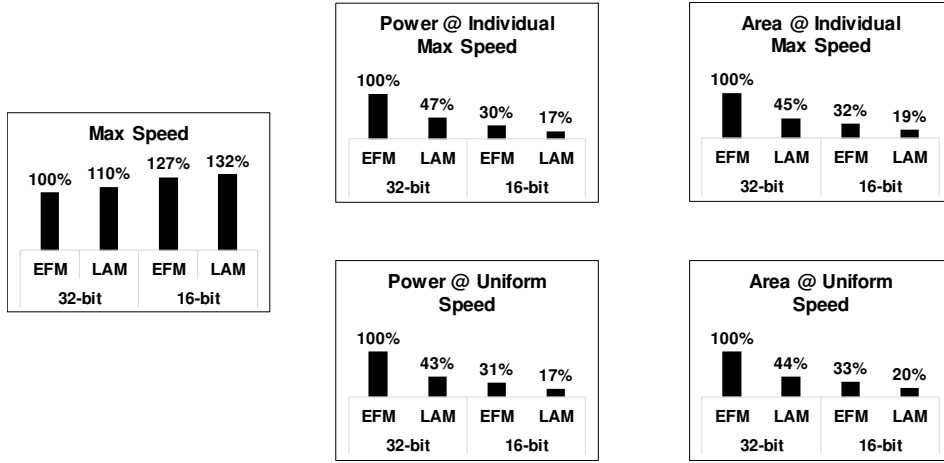 Max Speed
100% 110% 127% 132%
EFM LAM EFM LAM
32-bit 16-bit
Power @ Individual
Max Speed
100% 47% 30% 17%
EFM LAM EFM LAM
32-bit 16-bit
Area @ Individual
Max Speed
100% 45% 32% 19%
EFM LAM EFM LAM
32-bit 16-bit
Power @ Uniform
Speed
100% 43% 31% 17%
EFM LAM EFM LAM
32-bit 16-bit
Area @ Uniform
Speed
100% 44% 33% 20%
EFM LAM EFM LAM
32-bit 16-bit